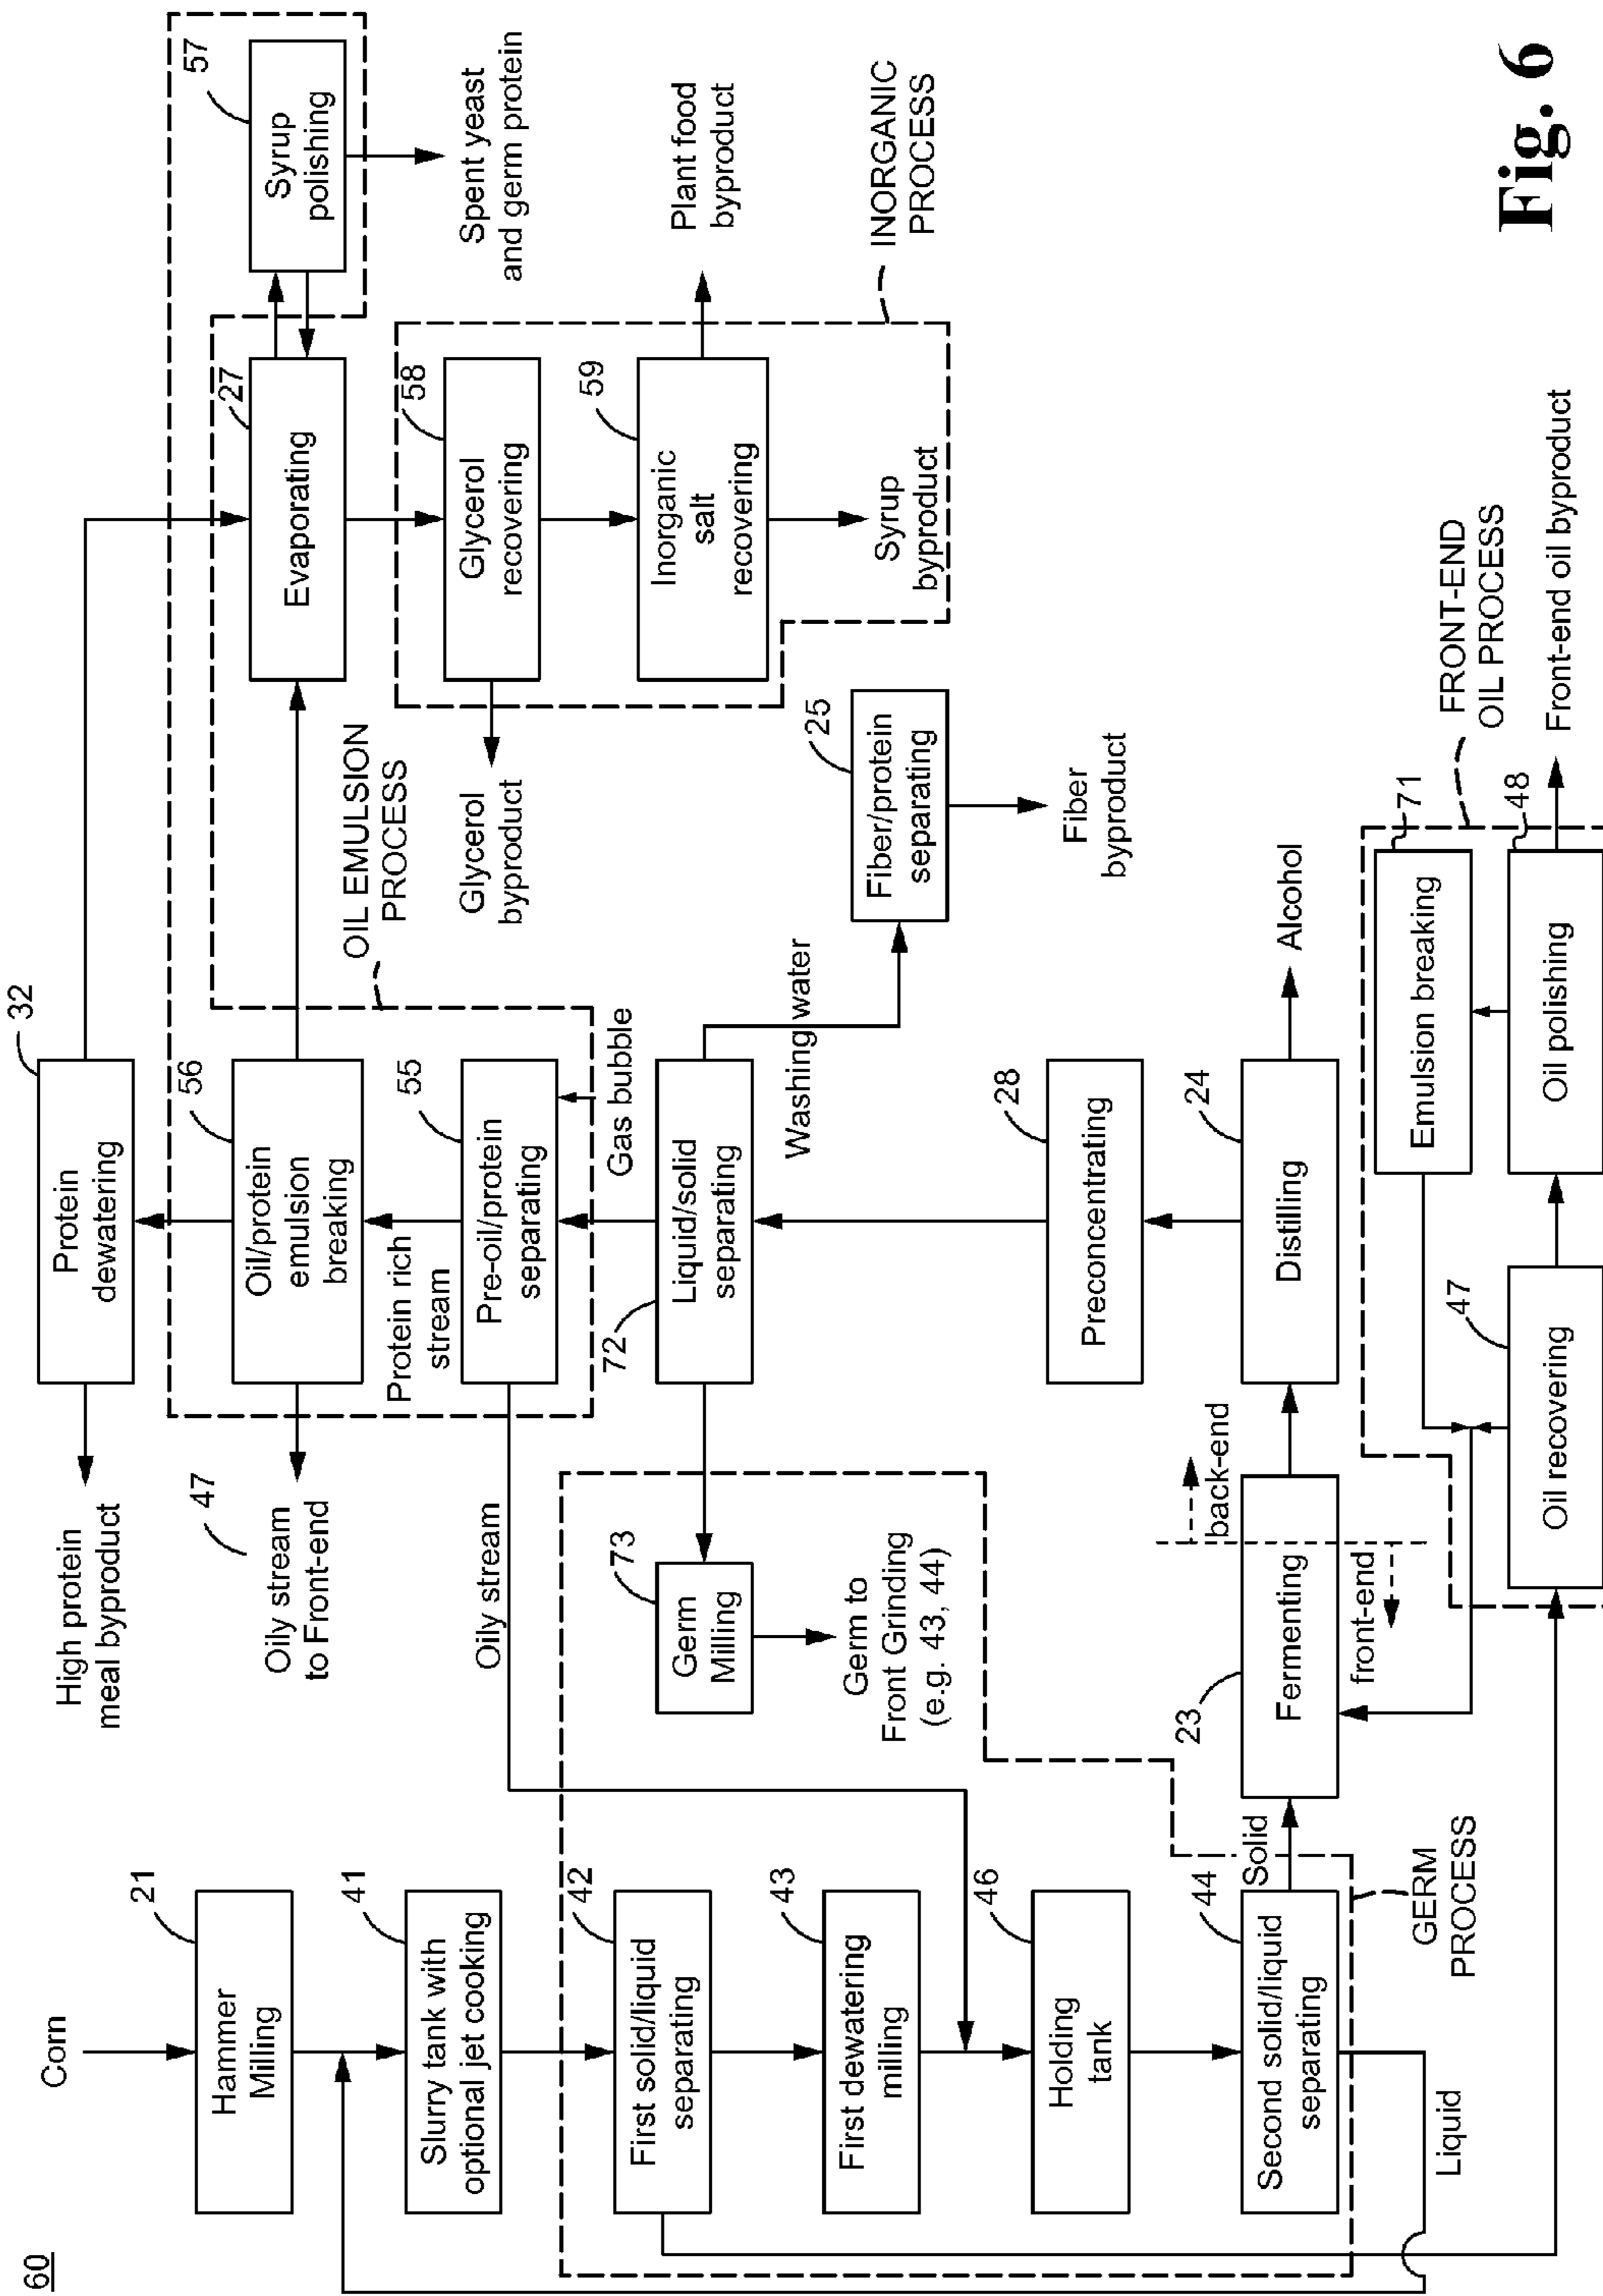 60
Corn
21
Hammer
Milling
41
Slurry tank with
optional jet cooking
42
First solid/liquid
separating
43
First dewatering
milling
46
Holding
tank
44
Second solid/liquid
separating
Solid
Liquid
GERM
PROCESS
High protein
meal byproduct
47
Oily stream
to Front-end
Oily stream
73
Germ
Milling
Germ to
Front Grinding
(e.g. 43, 44)
23
Fermenting
back-end
front-end
32
Protein
dewatering
56
Oil/protein
emulsion
breaking
Protein rich
stream
55
Pre-oil/protein
separating
Gas bubble
72
Liquid/solid
separating
Washing water
28
Preconcentrating
24
Distilling
Alcohol
OIL EMULSION
PROCESS
25
Fiber/protein
separating
Fiber
byproduct
27
Evaporating
57
Syrup
polishing
Spent yeast
and germ protein
58
Glycerol
recovering
Glycerol
byproduct
59
Inorganic
salt
recovering
Plant food
byproduct
Syrup
byproduct
INORGANIC
PROCESS
FRONT-END
OIL PROCESS
71
Emulsion breaking
47
Oil recovering
48
Oil polishing
Front-end oil byproduct
Fig. 6